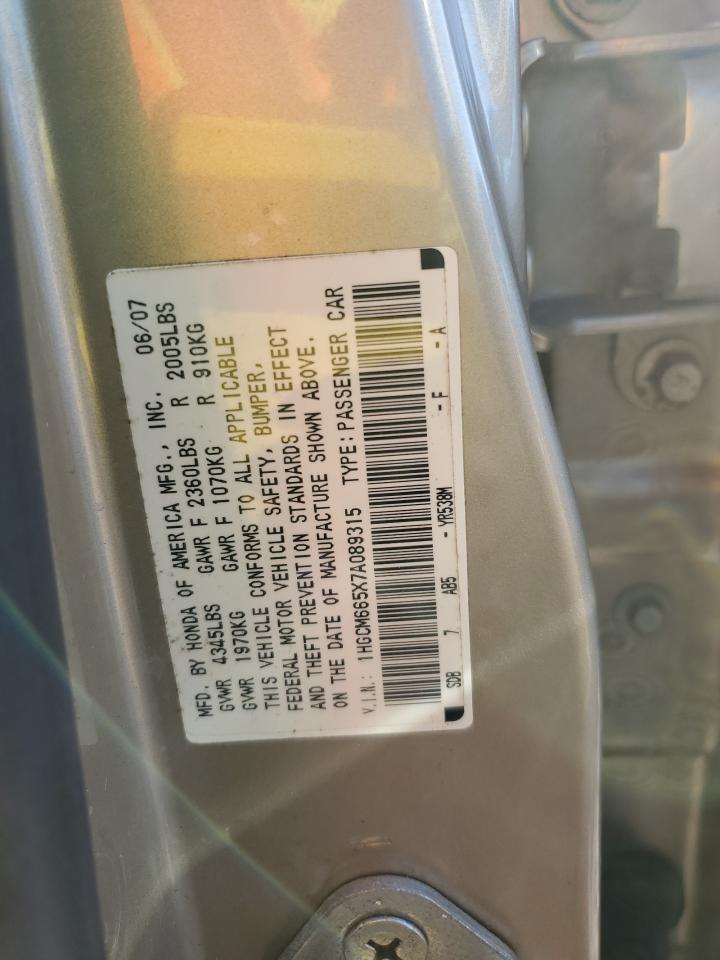 MFD. BY HONDA OF AMERICA MFG., INC. 06/07
GVWR 4345LBS GAWR F 2360LBS R 2005LBS
GVWR 1970KG GAWR F 1070KG R 910KG
THIS VEHICLE CONFORMS TO ALL APPLICABLE
FEDERAL MOTOR VEHICLE SAFETY, BUMPER,
AND THEFT PREVENTION STANDARDS IN EFFECT
ON THE DATE OF MANUFACTURE SHOWN ABOVE.
V.I.N.: 1HGCM665X7A089315 TYPE:PASSENGER CAR
SDB 7 AB5 -YR538M -F -A